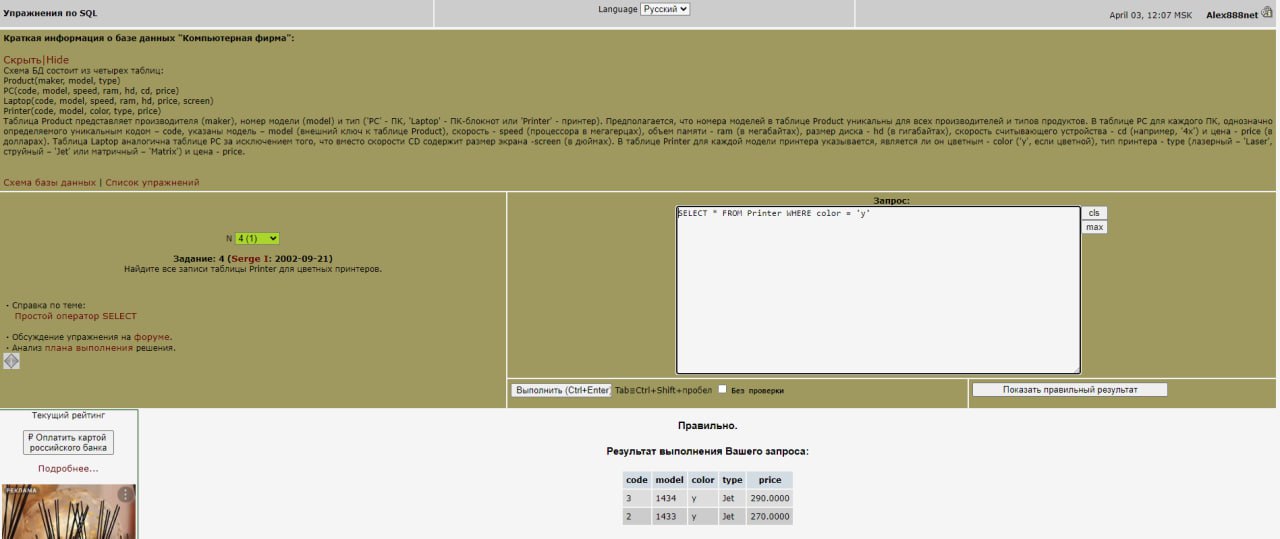 Упражнения по SQL
Language Русский
April 03, 12:07 MSK Alex888net
Краткая информация о базе данных "Компьютерная фирма":
Скрыть|Hide
Схема БД состоит из четырех таблиц:
Product(maker, model, type)
PC(code, model, speed, ram, hd, cd, price)
Laptop(code, model, speed, ram, hd, price, screen)
Printer(code, model, color, type, price)
Таблица Product представляет производителя (maker), номер модели (model) и тип ('PC' - ПК, 'Laptop' - ПК-блокнот или 'Printer' - принтер). Предполагается, что номера моделей в таблице Product уникальны для всех производителей и типов продуктов. В таблице PC для каждого ПК, однозначно
определяемого уникальным кодом – code, указаны модель – model (внешний ключ к таблице Product), скорость - speed (процессора в мегагерцах), объем памяти - ram (в мегабайтах), размер диска - hd (в гигабайтах), скорость считывающего устройства - cd (например, '4x') и цена - price (в
долларах). Таблица Laptop аналогична таблице PC за исключением того, что вместо скорости CD содержит размер экрана -screen (в дюймах). В таблице Printer для каждой модели принтера указывается, является ли он цветным - color ('y', если цветной), тип принтера - type (лазерный – 'Laser',
струйный – 'Jet' или матричный – 'Matrix') и цена - price.
Схема базы данных | Список упражнений
N 4 (1)
Задание: 4 (Serge I: 2002-09-21)
Найдите все записи таблицы Printer для цветных принтеров.
- Справка по теме:
Простой оператор SELECT
- Обсуждение упражнения на форуме.
- Анализ плана выполнения решения.
Запрос:
SELECT * FROM Printer WHERE color = 'y'
cls
max
Выполнить (Ctrl+Enter) Tab≡Ctrl+Shift+пробел Без проверки
Показать правильный результат
Текущий рейтинг
₽ Оплатить картой
российского банка
Подробнее...
РЕКЛАМА
Правильно.
Результат выполнения Вашего запроса:
code model color type price
3 1434 y Jet 290.0000
2 1433 y Jet 270.0000